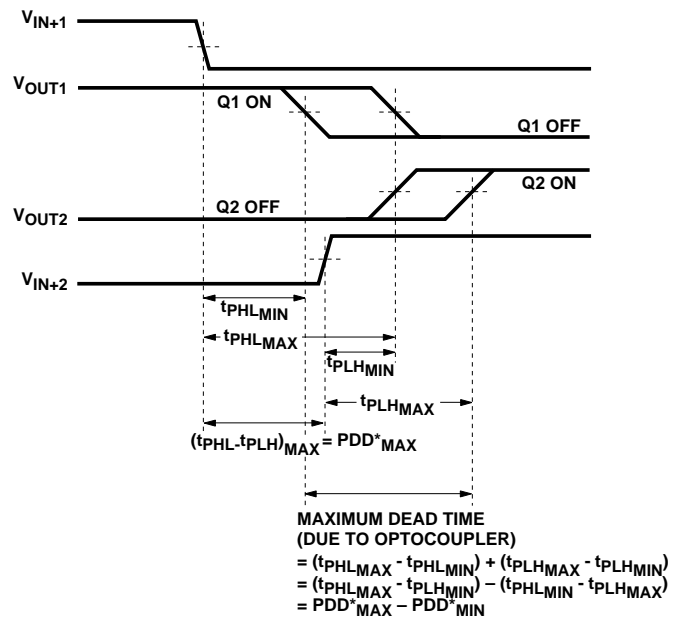 VIN+1
VOUT1
Q1 ON
Q1 OFF
Q2 ON
Q2 OFF
VOUT2
VIN+2
tPHLMIN
tPHLMAX
tPLHMIN
tPLHMAX
(tPHL-tPLH)MAX = PDD*MAX
MAXIMUM DEAD TIME
(DUE TO OPTOCOUPLER)
= (tPHLMAX - tPHLMIN) + (tPLHMAX - tPLHMIN)
= (tPHLMAX - tPLHMIN) – (tPHLMIN - tPLHMAX)
= PDD*MAX – PDD*MIN